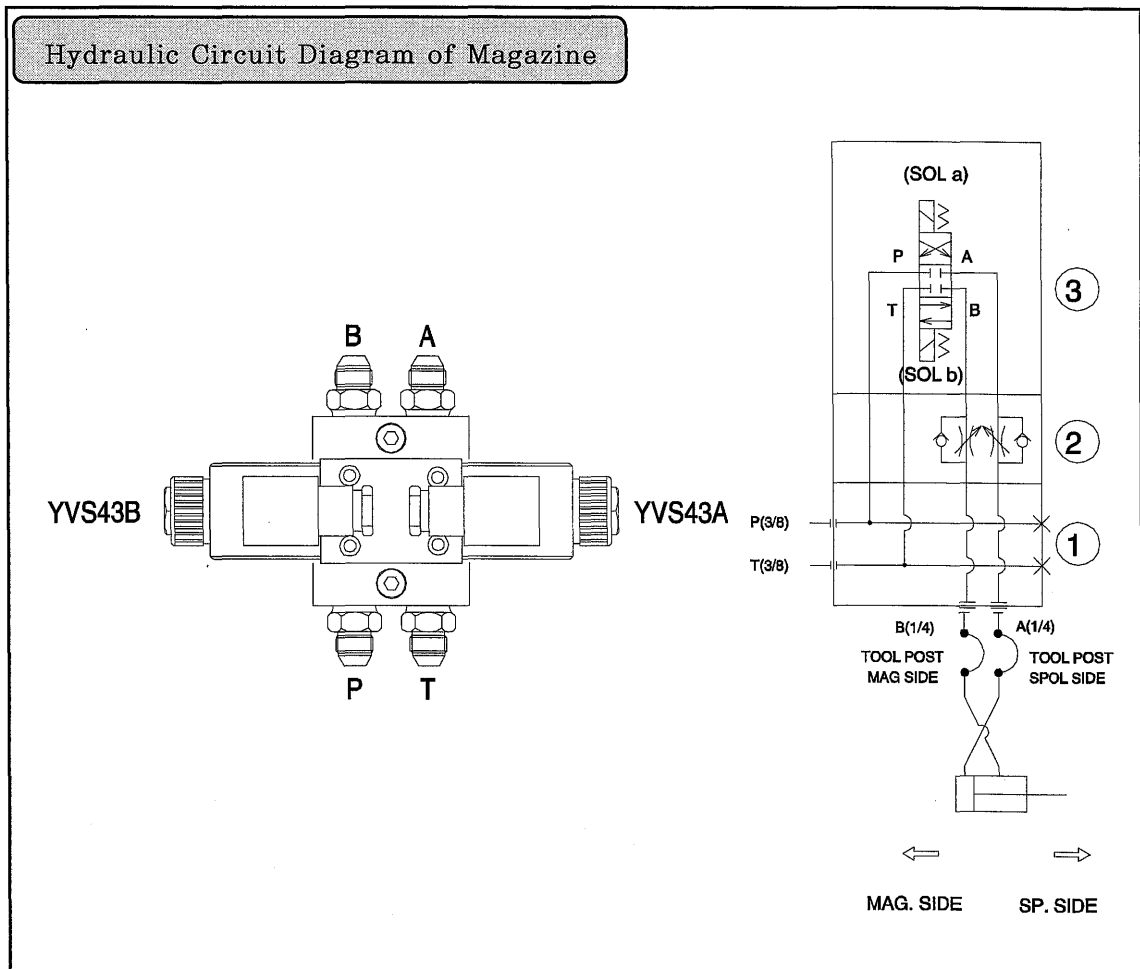 Hydraulic Circuit Diagram of Magazine
(SOL a)
P A
3
T B
(SOL b)
B A
2
YVS43B
YVS43A
P(3/8)
1
T(3/8)
P T
B(1/4) A(1/4)
TOOL POST
MAG SIDE
TOOL POST
SPOL SIDE
MAG. SIDE
SP. SIDE